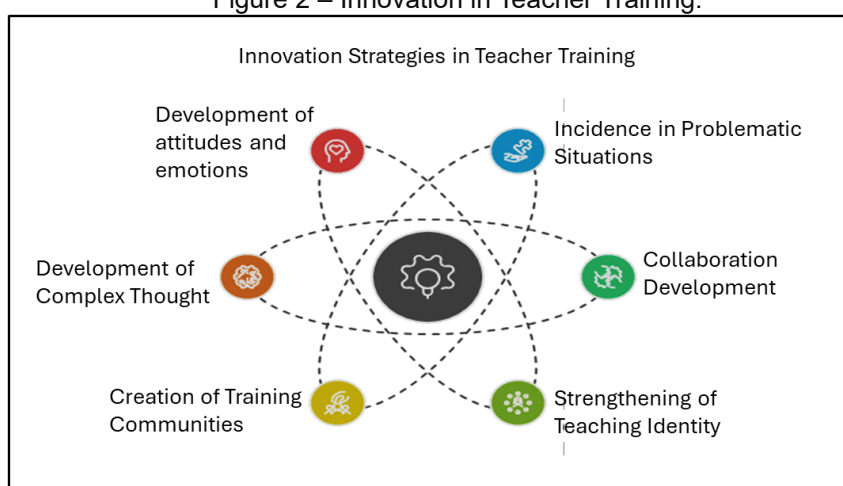 Figure 2 – Innovation in Teacher Training.
Innovation Strategies in Teacher Training
Development of
attitudes and
emotions
Incidence in Problematic
Situations
Development of
Complex Thought
Collaboration
Development
Creation of Training
Communities
Strengthening of
Teaching Identity